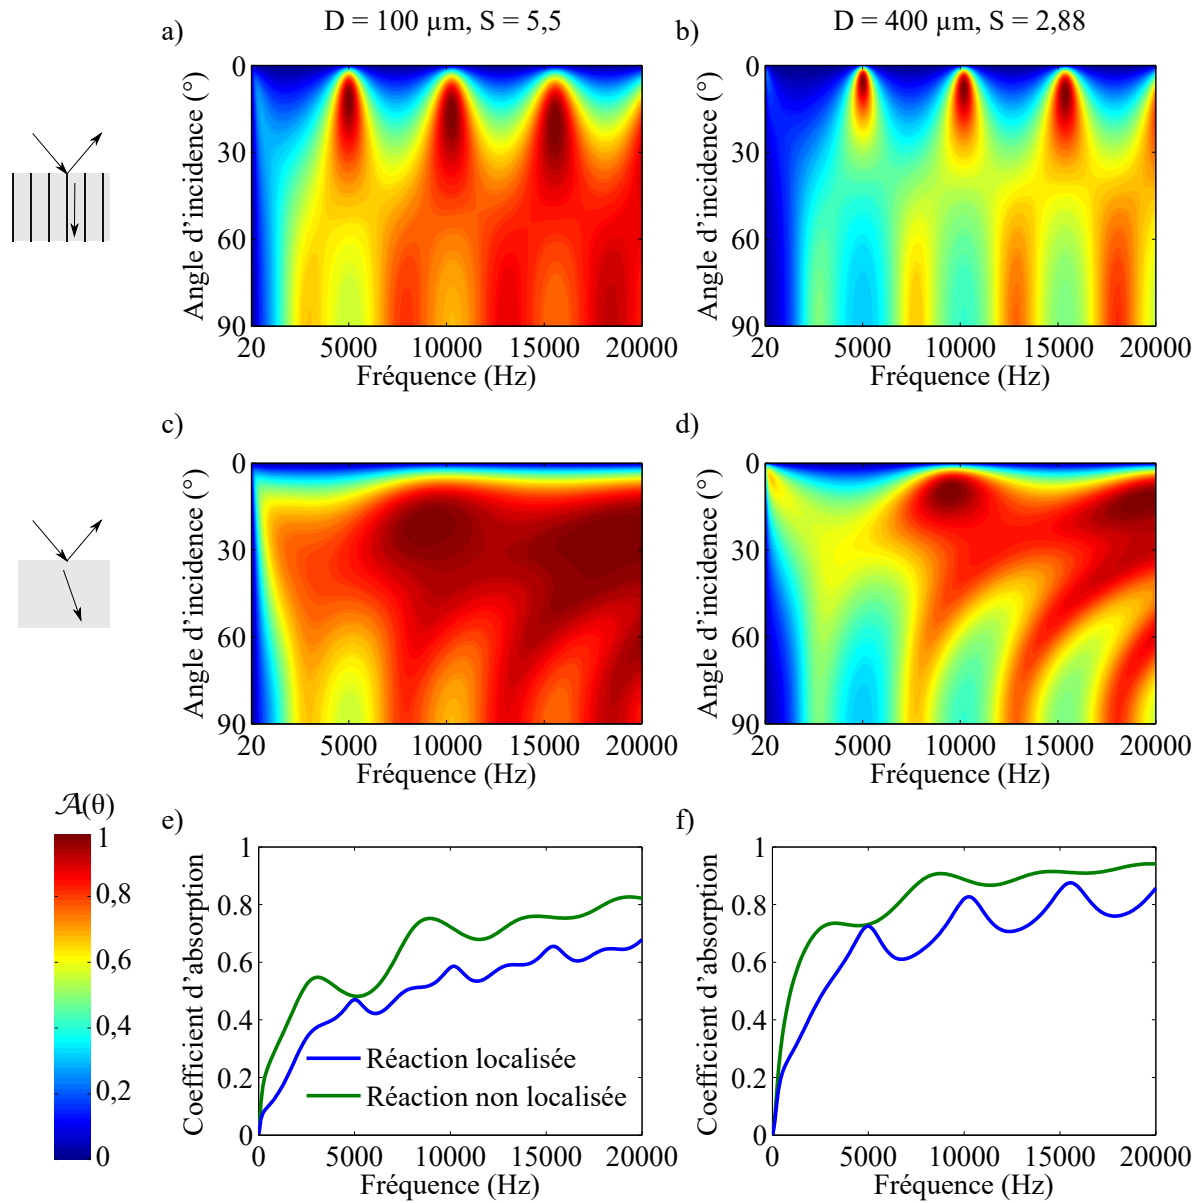 D = 100 µm, S = 5,5
D = 400 µm, S = 2,88
a)
b)
0
30
60
90
Angle d’incidence (°)
20 5000 10000 15000 20000
Fréquence (Hz)
0
30
60
90
Angle d’incidence (°)
20 5000 10000 15000 20000
Fréquence (Hz)
c)
d)
0
30
60
90
Angle d’incidence (°)
20 5000 10000 15000 20000
Fréquence (Hz)
0
30
60
90
Angle d’incidence (°)
20 5000 10000 15000 20000
Fréquence (Hz)
𝒜(θ)
1
0,8
0,6
0,4
0,2
0
e)
f)
1
0.8
0.6
0.4
0.2
0
Coefficient d’absorption
Réaction localisée
Réaction non localisée
0 5000 10000 15000 20000
Fréquence (Hz)
1
0.8
0.6
0.4
0.2
0
Coefficient d’absorption
0 5000 10000 15000 20000
Fréquence (Hz)